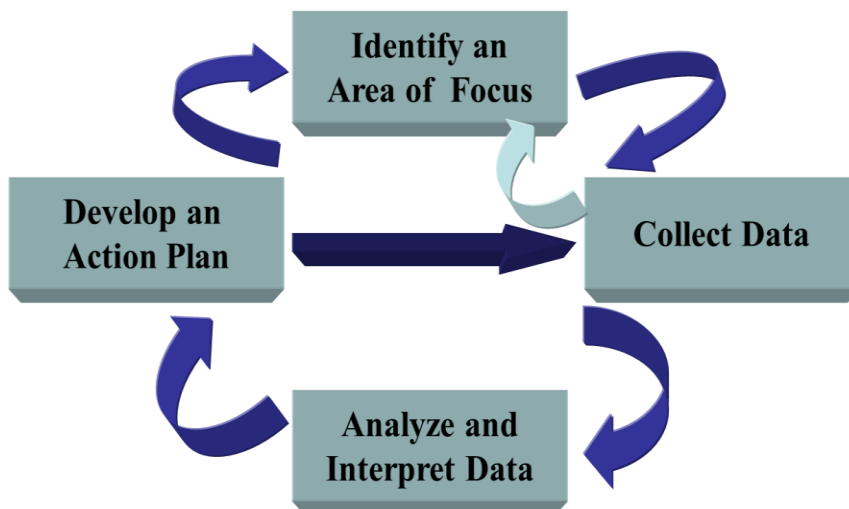 Identify an
Area of Focus
Develop an
Action Plan
Collect Data
Analyze and
Interpret Data